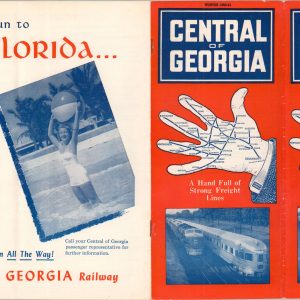 un to
LORIDA...
n All The Way!
Call your Central of Georgia
passenger representative for
further information.
GEORGIA Railway
CENTRAL
OF
GEORGIA
A Hand Full of
Strong Freight
Lines